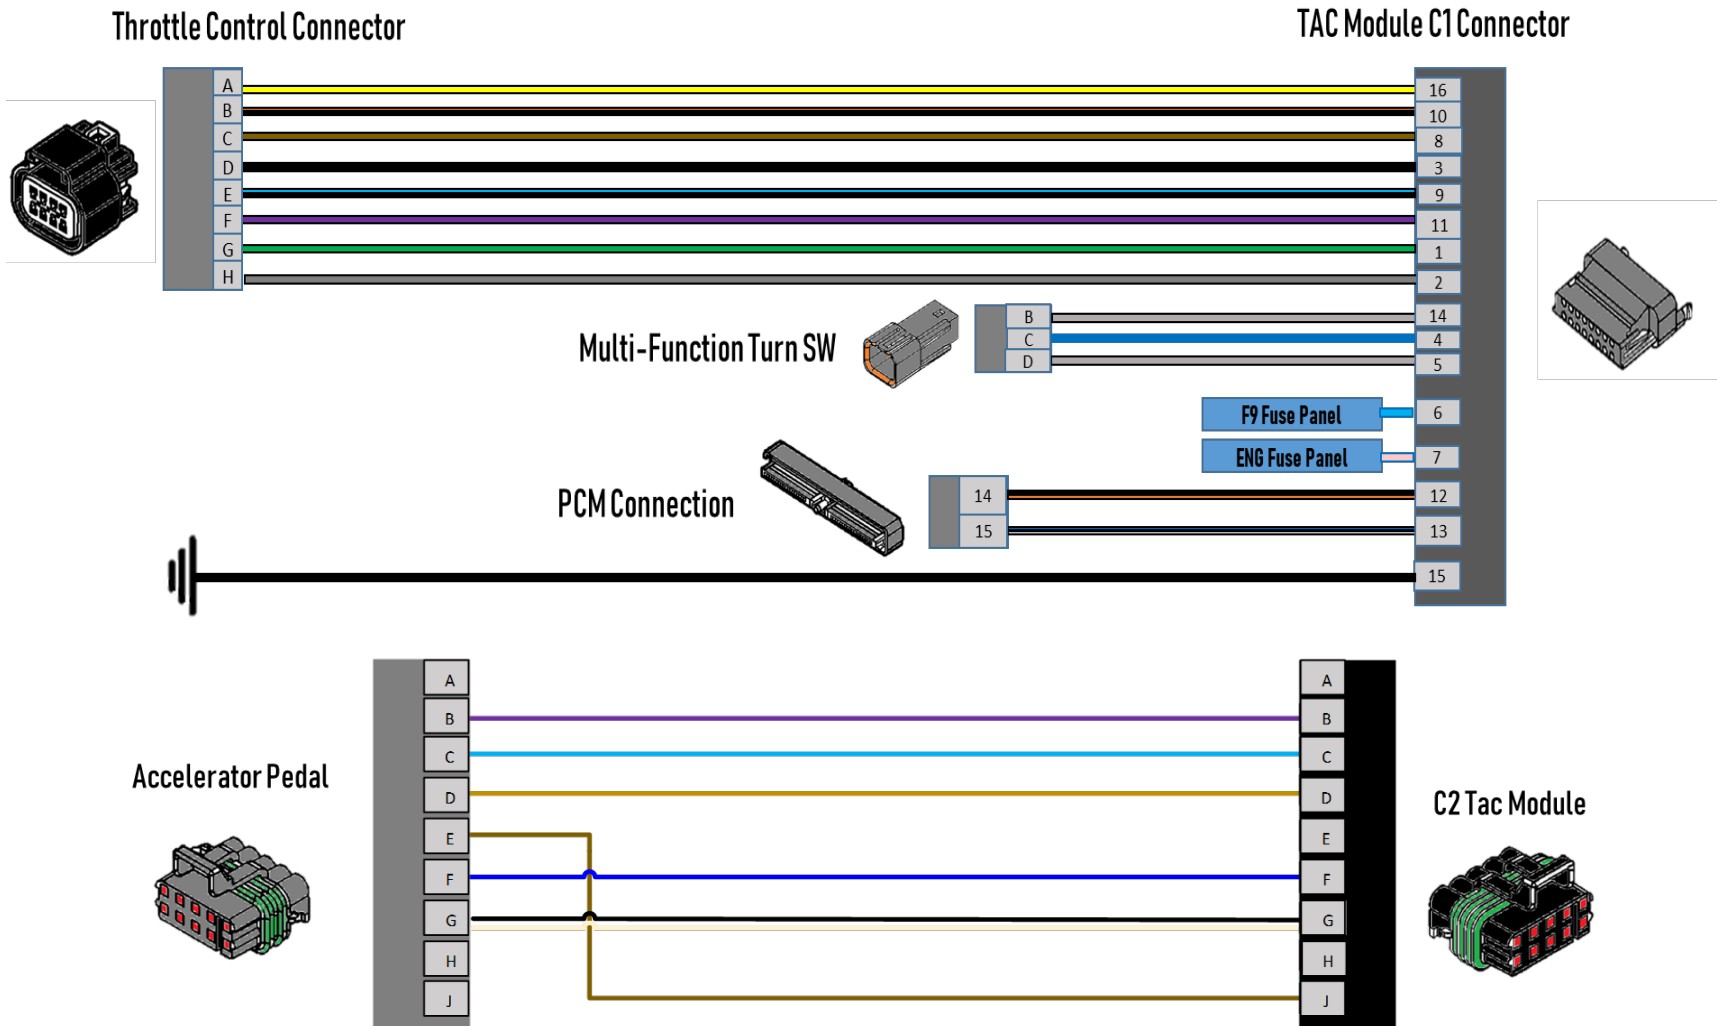 Throttle Control Connector
TAC Module C1 Connector
A
16
B
10
C
8
D
3
E
9
F
11
G
1
H
2
Multi-Function Turn SW
B
14
C
4
D
5
F9 Fuse Panel
6
ENG Fuse Panel
7
PCM Connection
14
12
15
13
15
Accelerator Pedal
C2 Tac Module
A
A
B
B
C
C
D
D
E
E
F
F
G
G
H
H
J
J